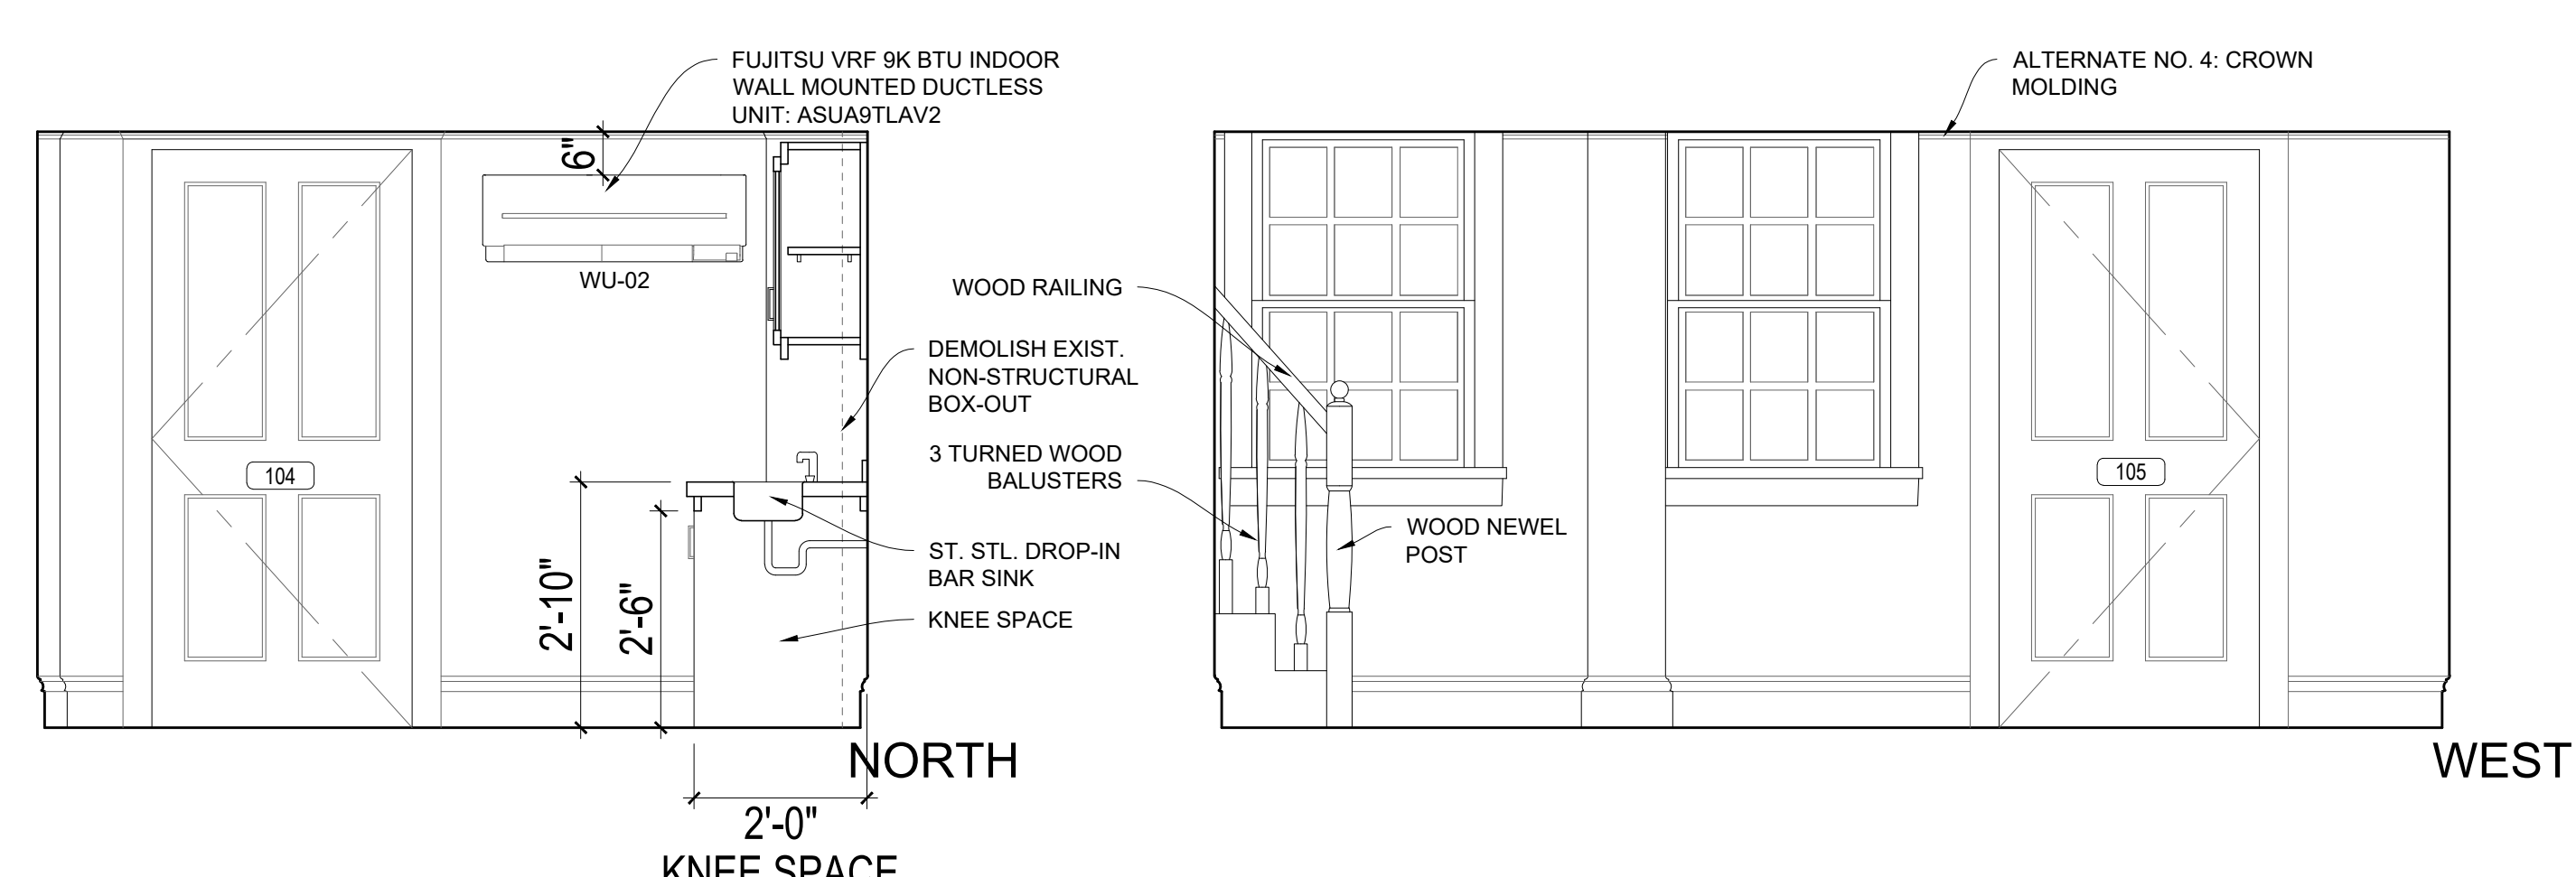 FUJITSU VRF 9K BTU INDOOR
WALL MOUNTED DUCTLESS
UNIT: ASUA9TLAV2
6"
WU-02
104
2'-10"
2'-6"
DEMOLISH EXIST.
NON-STRUCTURAL
BOX-OUT
ST. STL. DROP-IN
BAR SINK
KNEE SPACE
NORTH
2'-0"
KNEE SPACE
ALTERNATE NO. 4: CROWN
MOLDING
WOOD RAILING
3 TURNED WOOD
BALUSTERS
WOOD NEWEL
POST
105
WEST